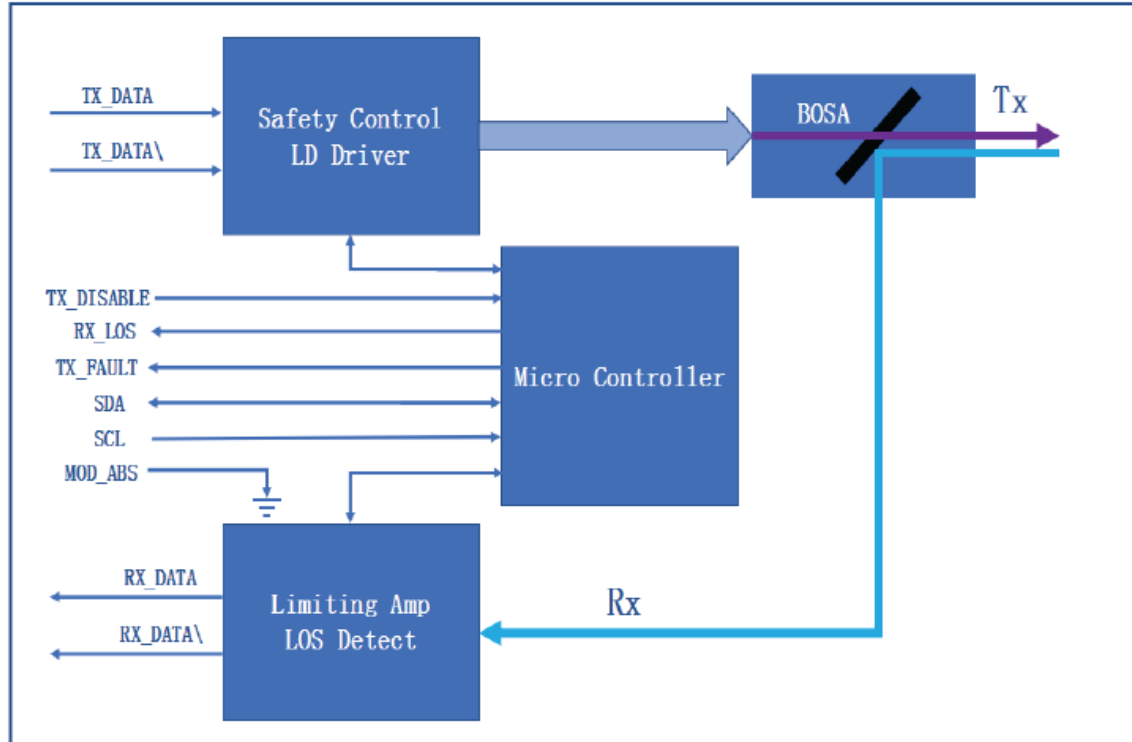 TX_DATA
TX_DATA\
Safety Control
LD Driver
BOSA
Tx
TX_DISABLE
RX_LOS
TX_FAULT
SDA
SCL
MOD_ABS
Micro Controller
RX_DATA
RX_DATA\
Limiting Amp
LOS Detect
Rx